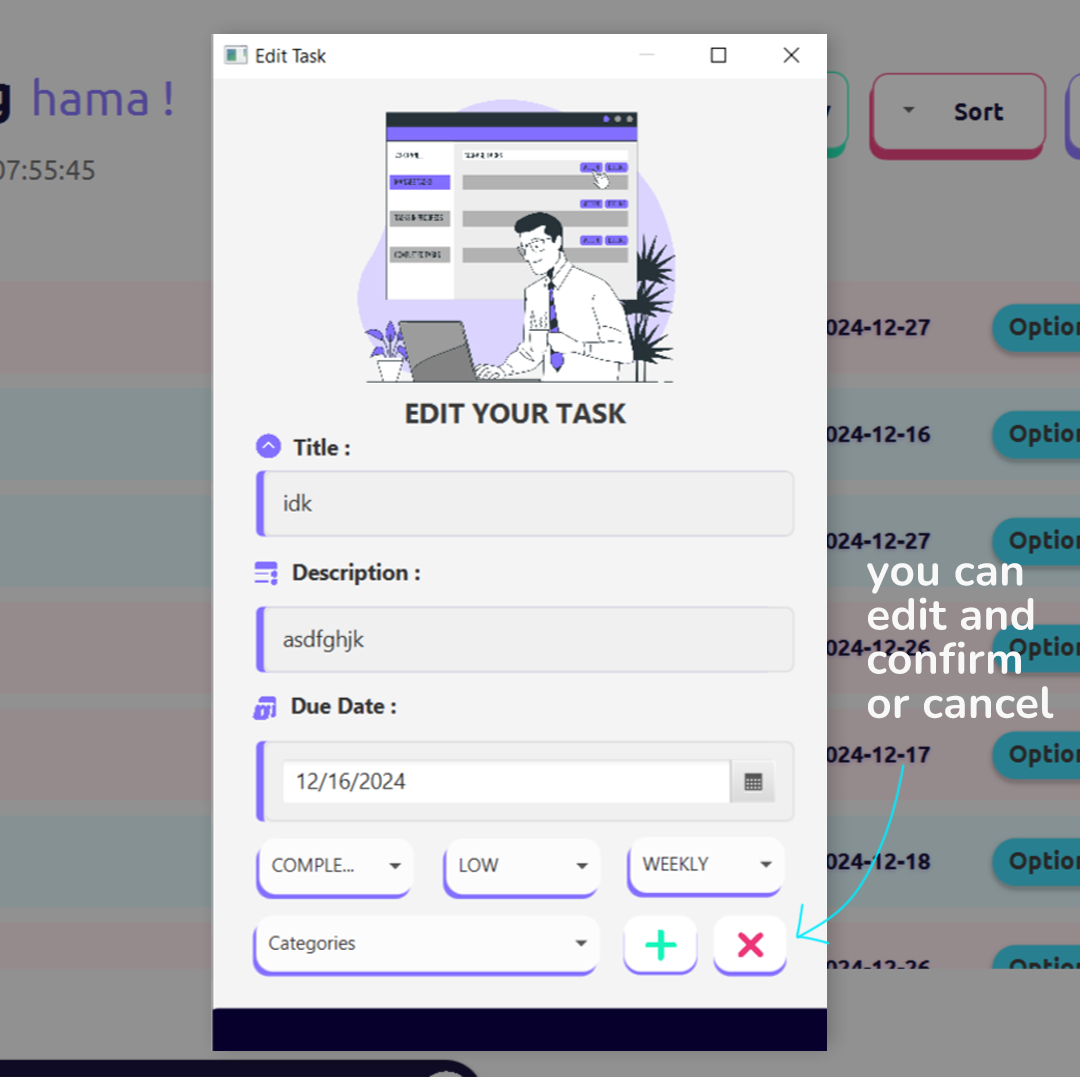 Edit Task
hama !
07:55:45
Sort
EDIT YOUR TASK
Title :
idk
Description :
asdfghjk
Due Date :
12/16/2024
COMPLE...
LOW
WEEKLY
Categories
024-12-27
Option
024-12-16
Option
024-12-27
Option
you can
edit and
confirm
or cancel
024-12-26
Option
024-12-17
Option
024-12-18
Option
024-12-26
Option